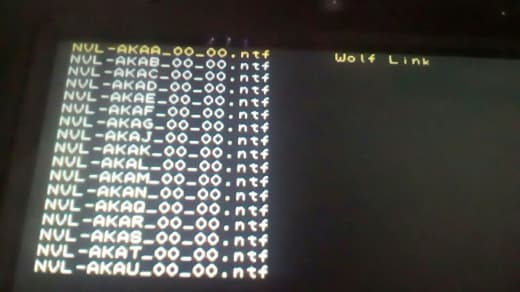 NVL-AKAA_00_00.ntf
Wolf Link
NVL-AKAB_00_00.ntf
NVL-AKAC_00_00.ntf
NVL-AKAD_00_00.ntf
NVL-AKAE_00_00.ntf
NVL-AKAF_00_00.ntf
NVL-AKAG_00_00.ntf
NVL-AKAJ_00_00.ntf
NVL-AKAK_00_00.ntf
NVL-AKAL_00_00.ntf
NVL-AKAM_00_00.ntf
NVL-AKAN_00_00.ntf
NVL-AKAQ_00_00.ntf
NVL-AKAR_00_00.ntf
NVL-AKAS_00_00.ntf
NVL-AKAT_00_00.ntf
NVL-AKAU_00_00.ntf